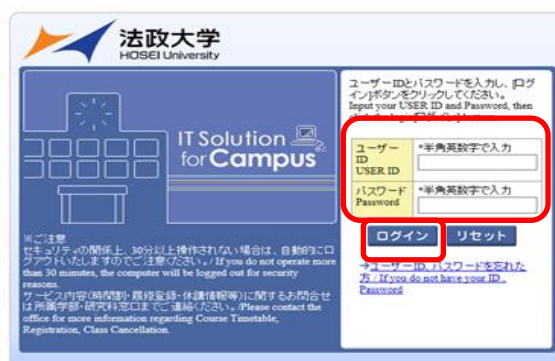 法政大学
HOSEI University
IT Solution
for Campus
※ご注意
セキュリティの関係上、30分以上操作されない場合は、自動的にロ
グアウトいたしますのでご注意ください。/ If you do not operate more
than 30 minutes, the computer will be logged out for security
reasons.
サービス内容(時間割・履修登録・休講情報等)に関するお問合せ
は所属学部・研究科窓口までご連絡ください。/Please contact the
office for more information regarding Course Timetable,
Registration, Class Cancellation.
ユーザーIDとパスワードを入力し、[ログ
イン]ボタンをクリックしてください。
Input your USER ID and Password, then
ユーザー
ID
USER ID
*半角英数字で入力
パスワード
Password
*半角英数字で入力
ログイン
リセット
→ユーザーID、パスワードを忘れた
方 / If you do not have your ID ,
Password